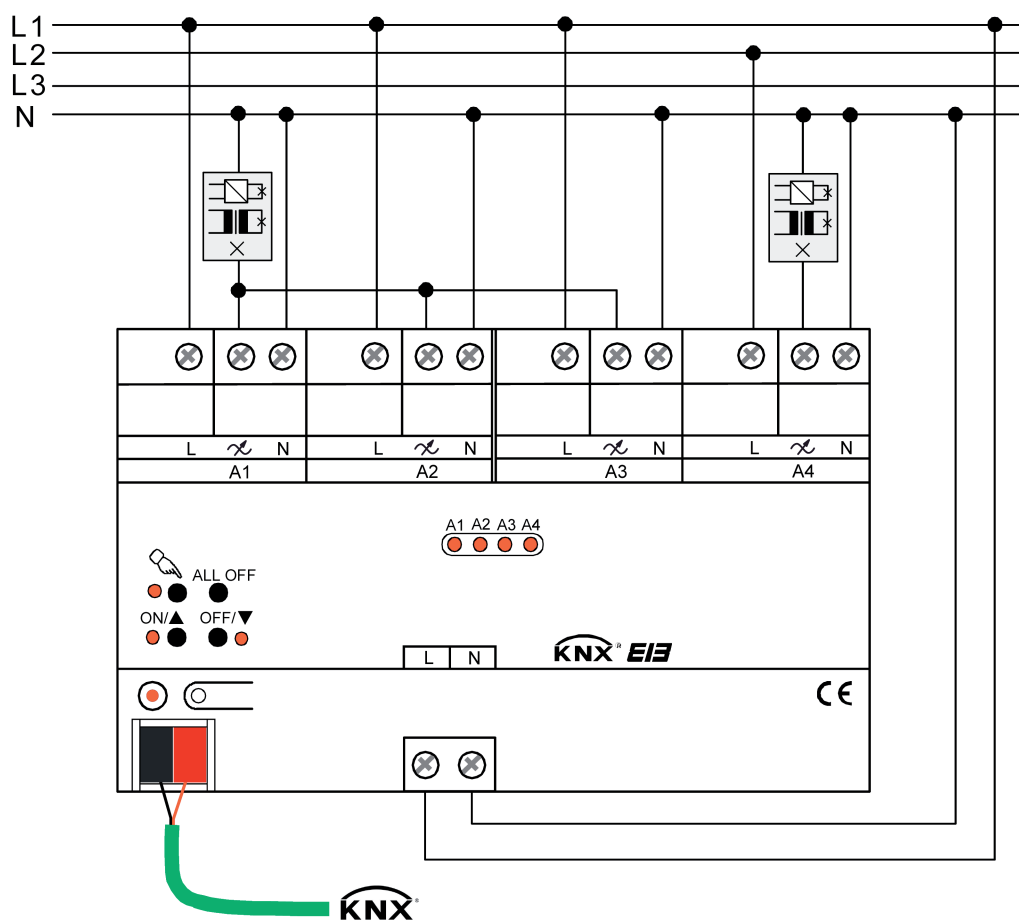 L1
L2
L3
N
L N L N L N L N
A1 A2 A3 A4
A1 A2 A3 A4
ALL OFF
ON/▲ OFF/▼
L N
KNX® EIB
CE
KNX®